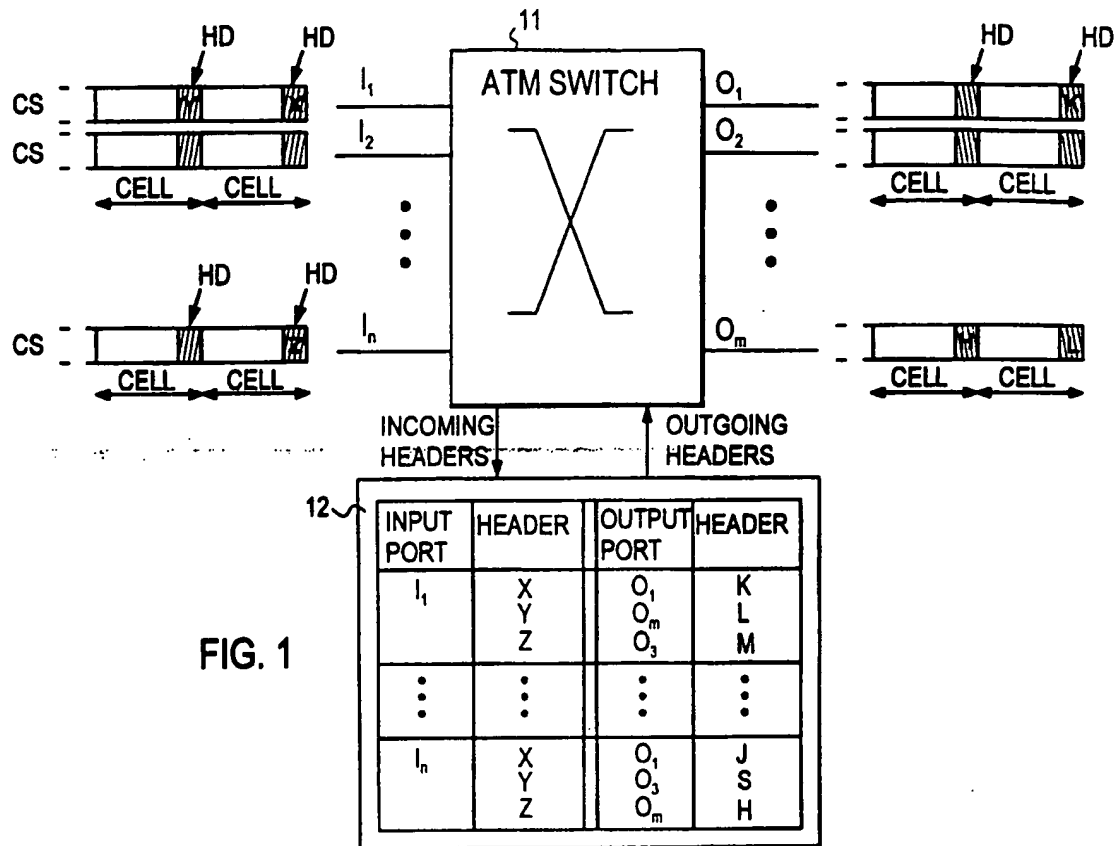 HD HD 11 HD HD
CS Y X I1 ATM SWITCH O1 K
CS I2 O2
CELL CELL CELL CELL
HD HD
CS Z In Om H L
CELL CELL CELL CELL
INCOMING HEADERS
OUTGOING HEADERS
12
INPUT PORT HEADER OUTPUT PORT HEADER
I1 X O1 K
Y Om L
Z O3 M
In X O1 J
Y O3 S
Z Om H
FIG. 1